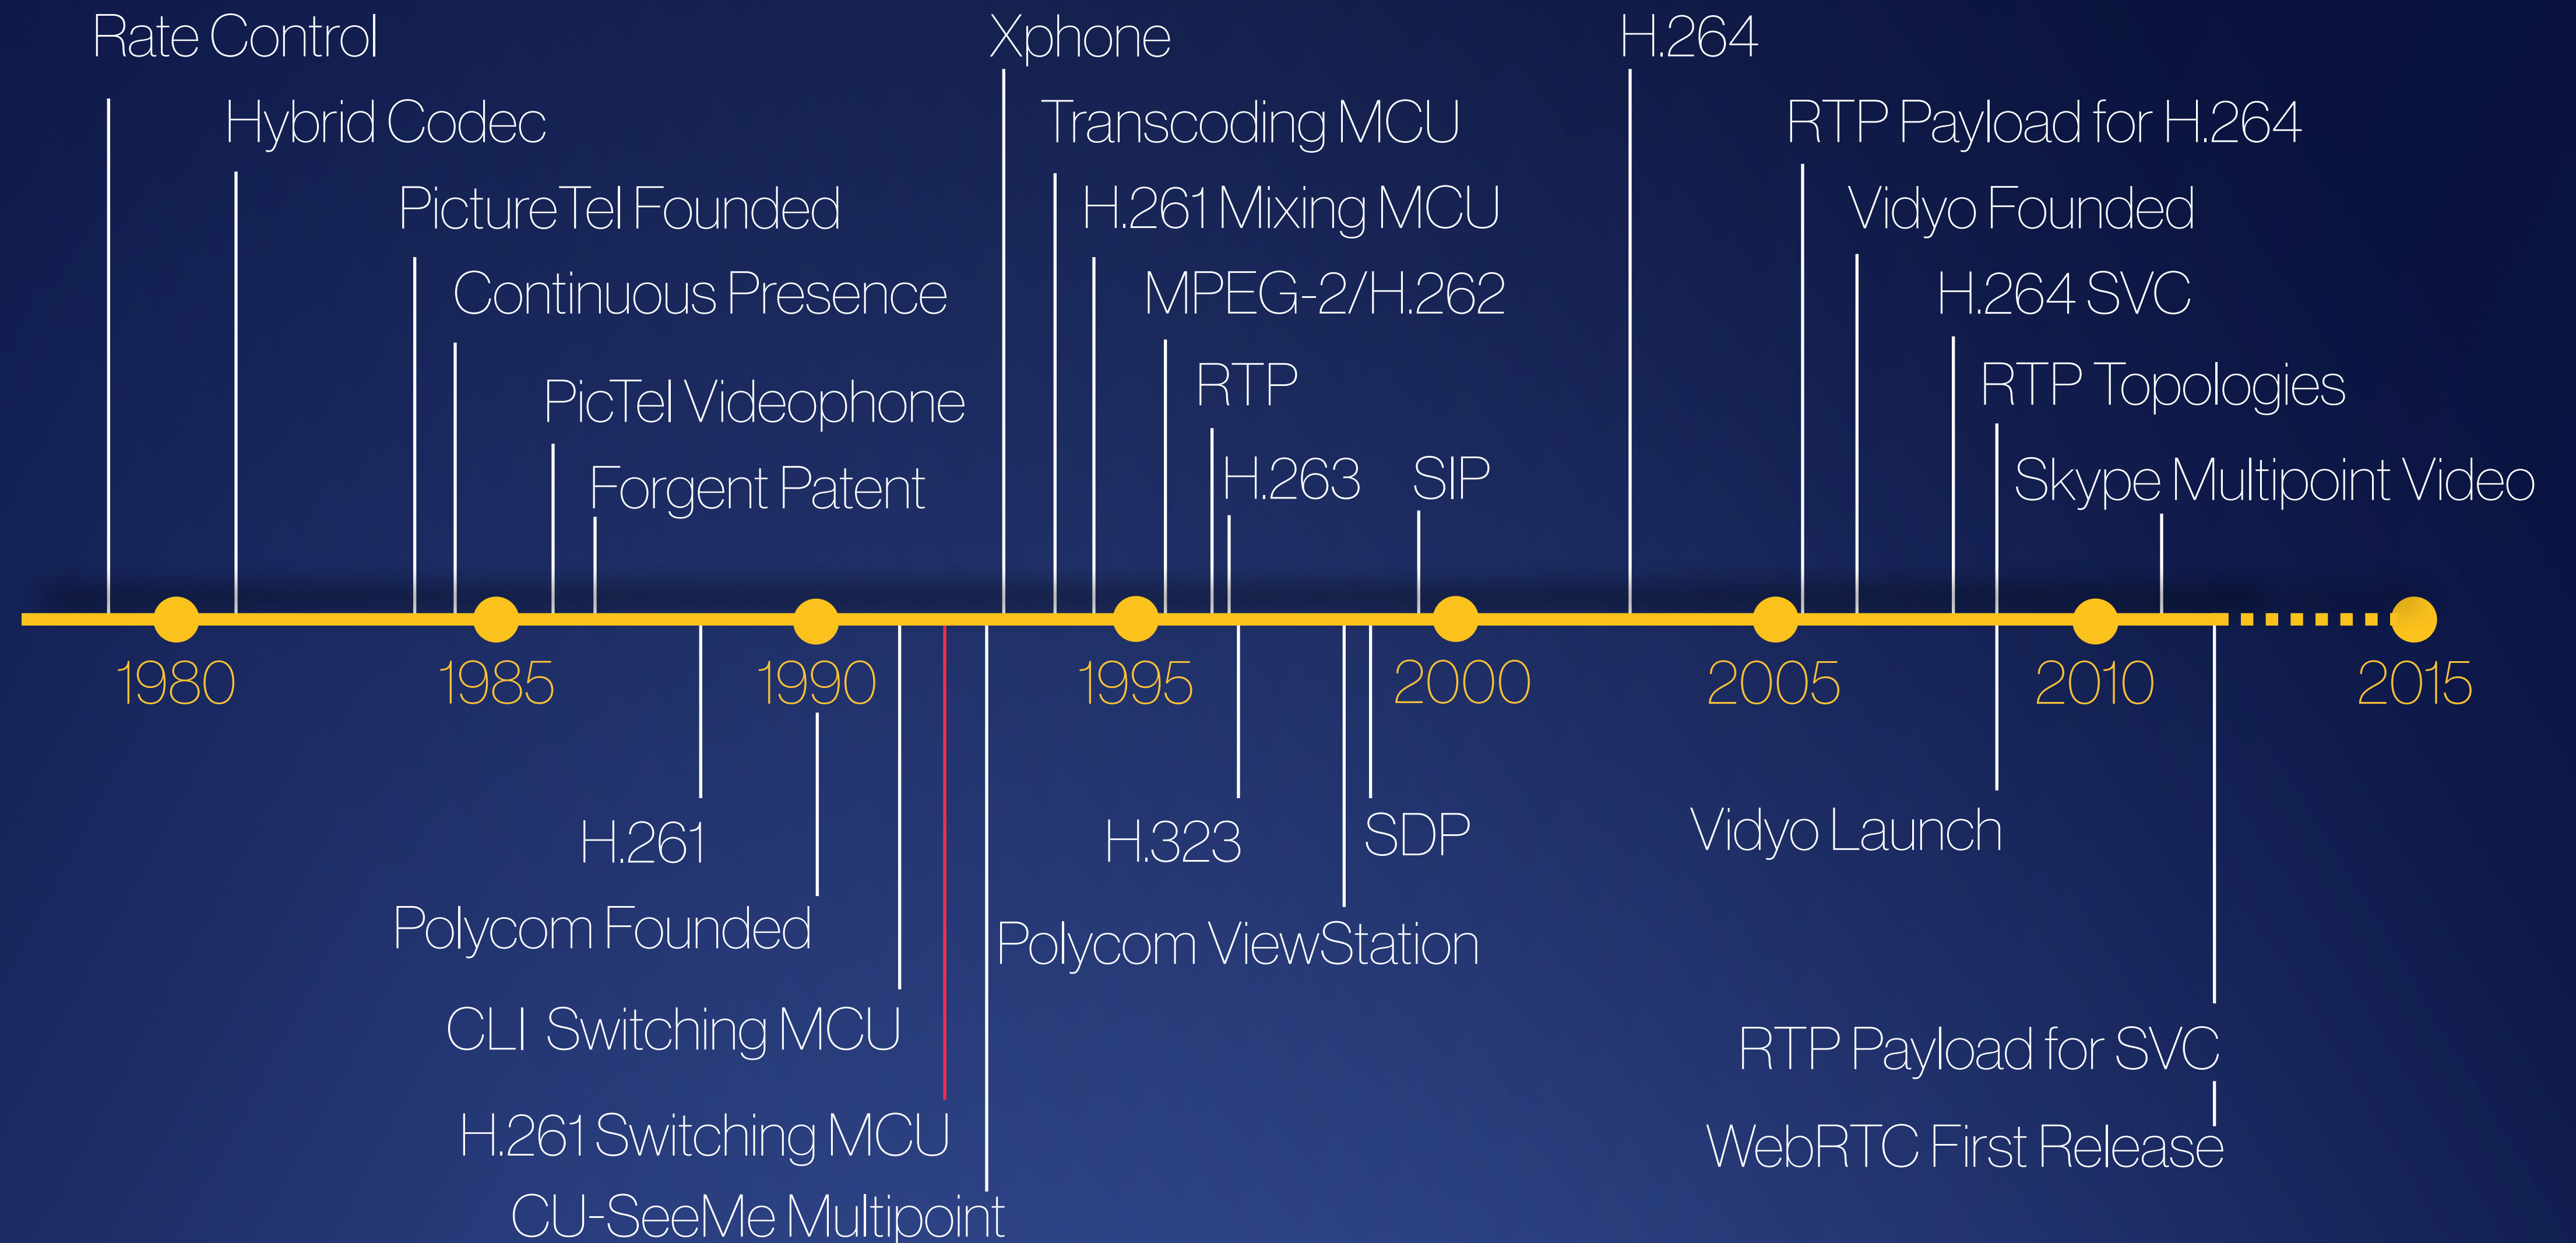 Rate Control
Xphone
H.264
Hybrid Codec
Transcoding MCU
RTP Payload for H.264
PictureTel Founded
H.261 Mixing MCU
Vidyo Founded
Continuous Presence
MPEG-2/H.262
H.264 SVC
RTP
RTP Topologies
PicTel Videophone
H.263
SIP
Skype Multipoint Video
Forgent Patent
1980
1985
1990
1995
2000
2005
2010
2015
H.261
H.323
SDP
Vidyo Launch
Polycom Founded
Polycom ViewStation
CLI Switching MCU
RTP Payload for SVC
H.261 Switching MCU
WebRTC First Release
CU-SeeMe Multipoint